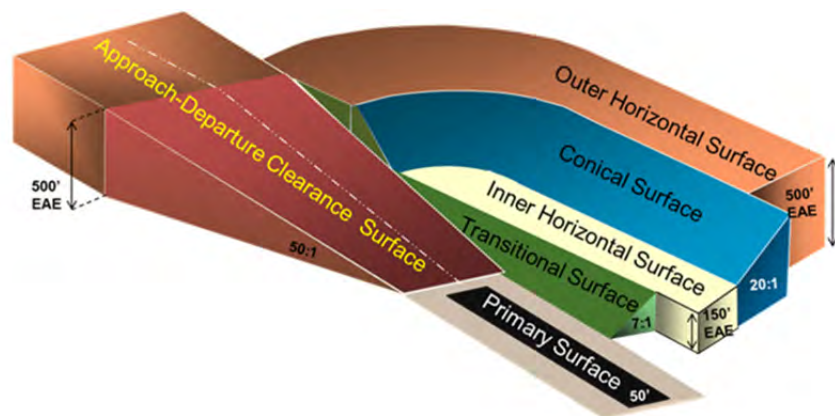 Approach-Departure Clearance Surface
Outer Horizontal Surface
Conical Surface
Inner Horizontal Surface
Transitional Surface
Primary Surface
500'
EAE
50:1
500'
EAE
20:1
150'
EAE
7:1
50'